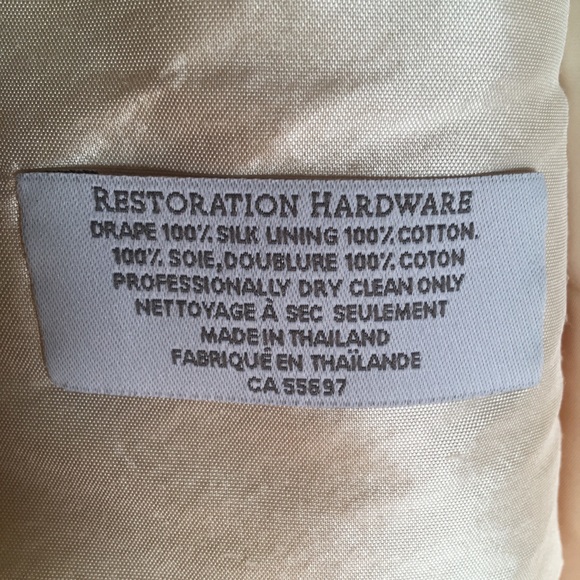 RESTORATION HARDWARE
DRAPE 100% SILK LINING 100% COTTON.
100% SOIE, DOUBLURE 100% COTON
PROFESSIONALLY DRY CLEAN ONLY
NETTOYAGE À SEC SEULEMENT
MADE IN THAILAND
FABRIQUÉ EN THAÏLANDE
CA 55897